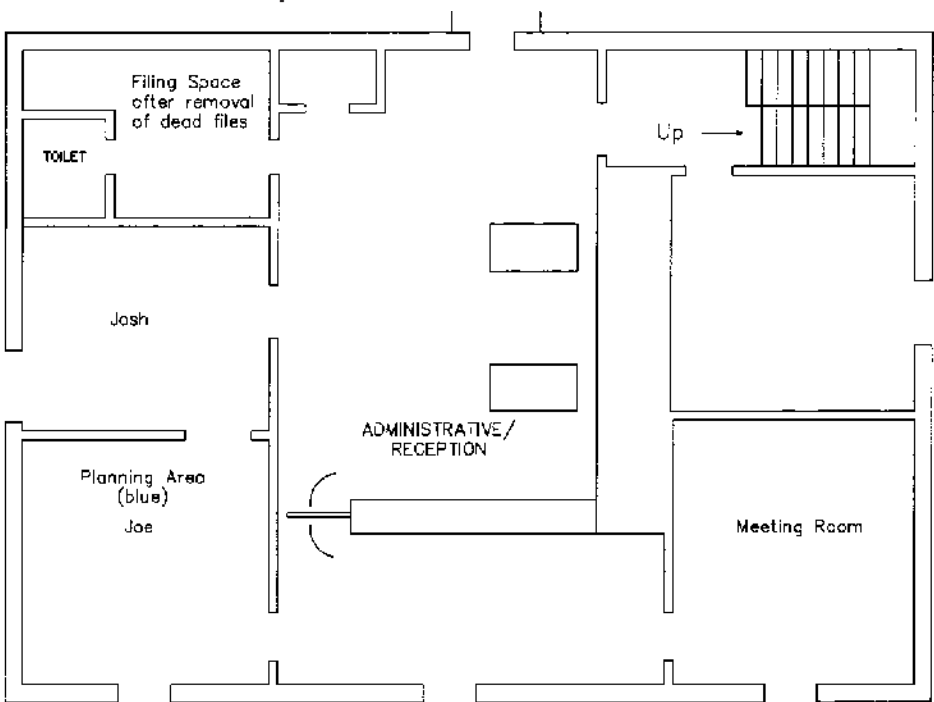 Filing Space
after removal
of dead files
Up
TOILET
Josh
ADMINISTRATIVE/
RECEPTION
Planning Area
(blue)
Joe
Meeting Room